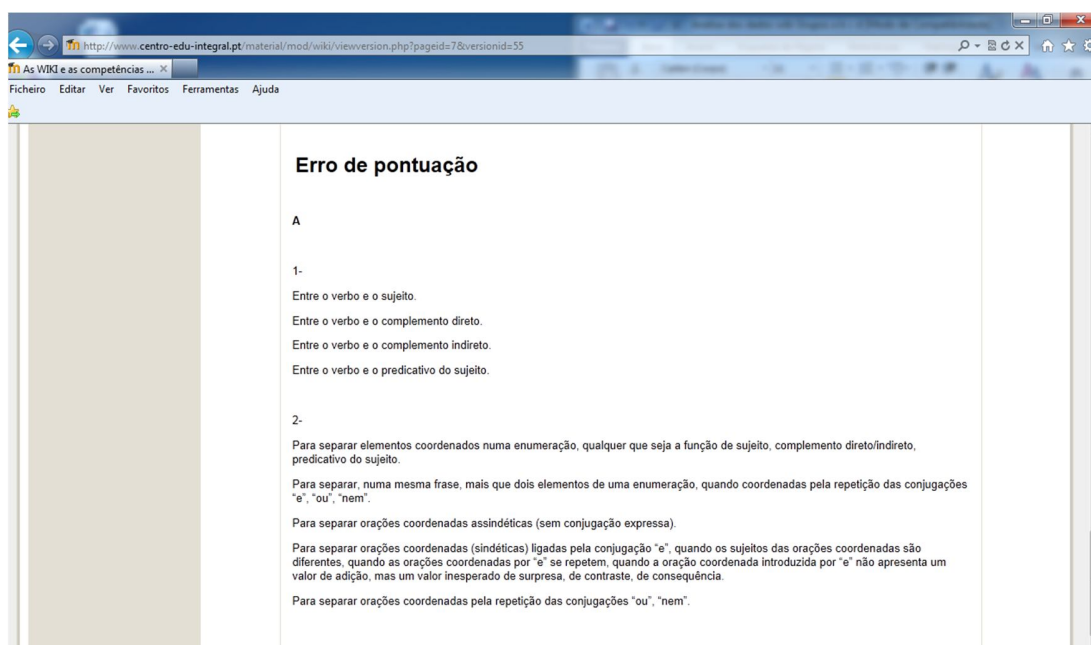 http://www.centro-edu-integral.pt/material/mod/wiki/viewversion.php?pageid=7&versionid=55
As WIKI e as competências ...
Ficheiro Editar Ver Favoritos Ferramentas Ajuda
Erro de pontuação
A
1-
Entre o verbo e o sujeito.
Entre o verbo e o complemento direto.
Entre o verbo e o complemento indireto.
Entre o verbo e o predicativo do sujeito.
2-
Para separar elementos coordenados numa enumeração, qualquer que seja a função de sujeito, complemento direto/indireto,
predicativo do sujeito.
Para separar, numa mesma frase, mais que dois elementos de uma enumeração, quando coordenadas pela repetição das conjugações
“e”, “ou”, “nem”.
Para separar orações coordenadas assindéticas (sem conjugação expressa).
Para separar orações coordenadas (sindéticas) ligadas pela conjugação “e”, quando os sujeitos das orações coordenadas são
diferentes, quando as orações coordenadas por “e” se repetem, quando a oração coordenada introduzida por “e” não apresenta um
valor de adição, mas um valor inesperado de surpresa, de contraste, de consequência.
Para separar orações coordenadas pela repetição das conjugações “ou”, “nem”.